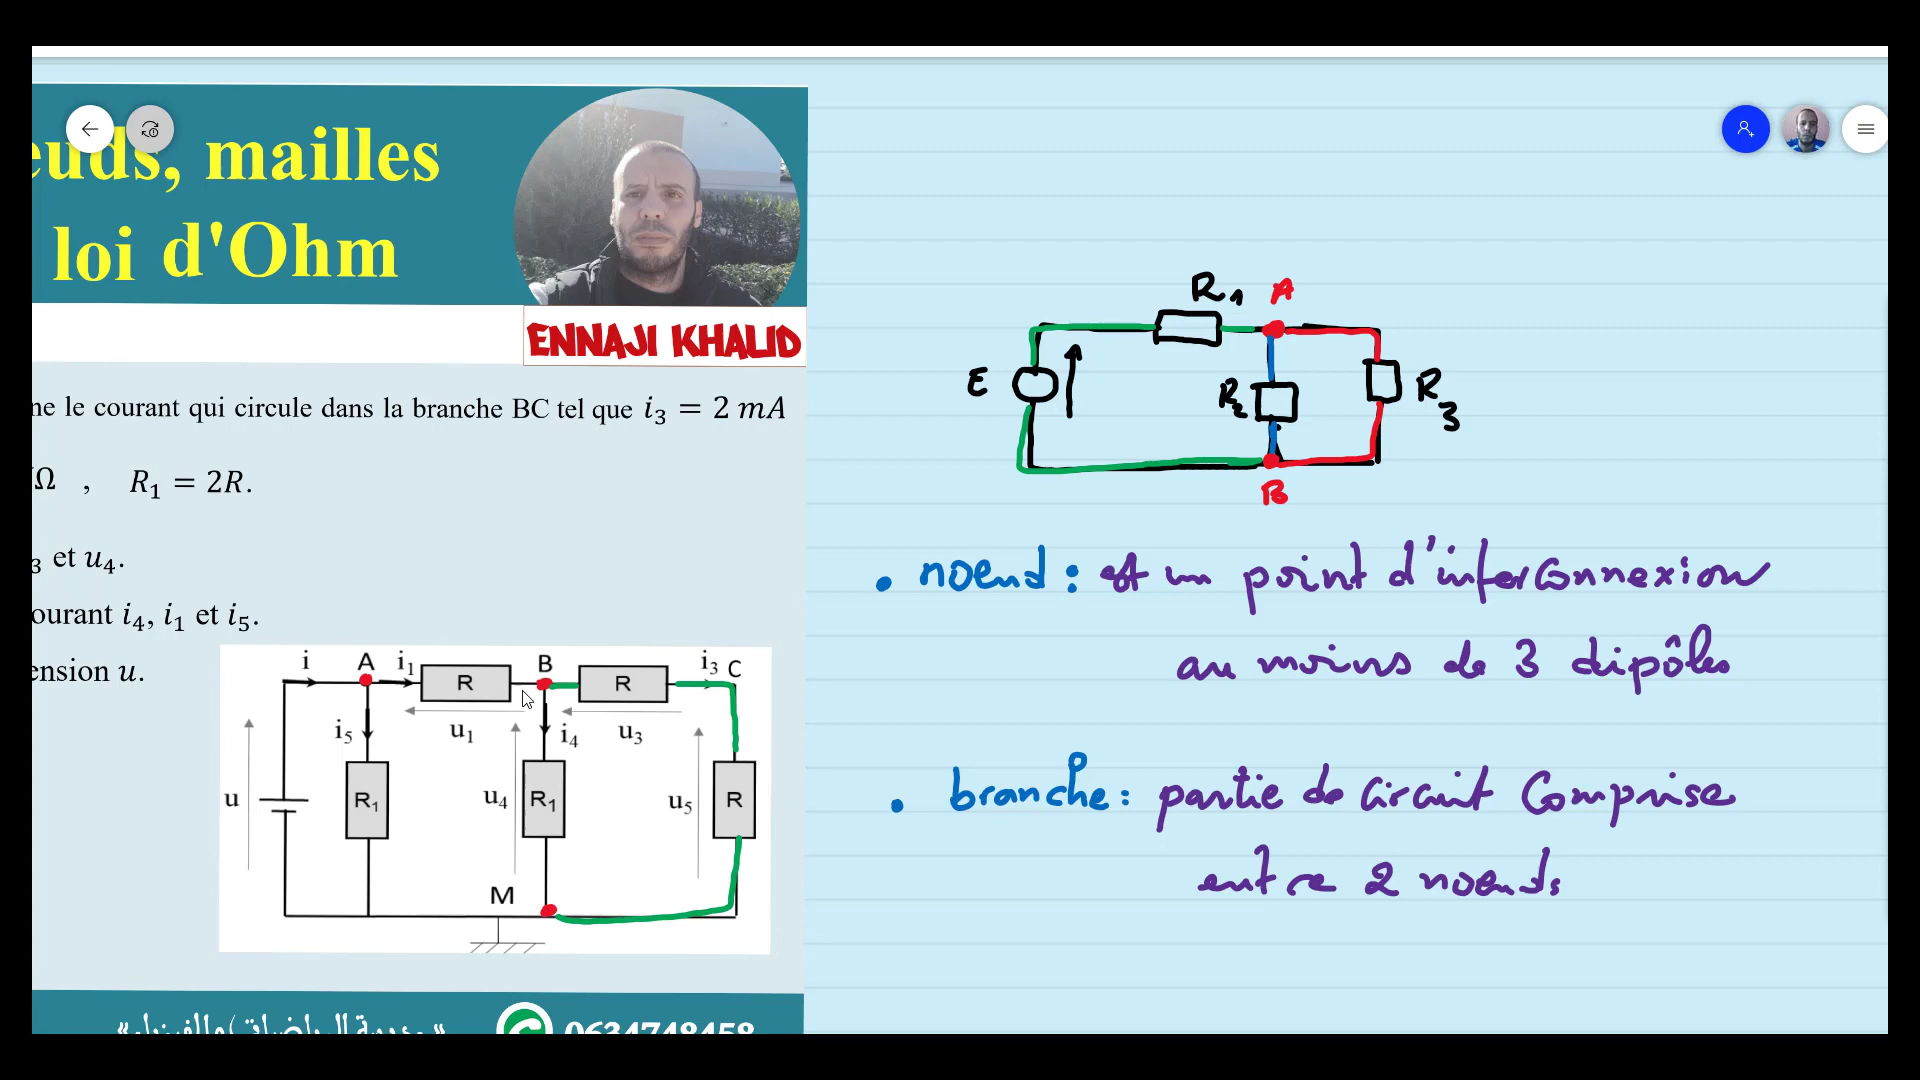 euds, mailles
loi d'Ohm
ENNAJI KHALID
ne le courant qui circule dans la branche BC tel que i₃ = 2 mA
Ω , R₁ = 2R.
₃ et u₄.
ourant i₄, i₁ et i₅.
ension u.
i A i₁ R B R i₃ C
i₅ u₁ i₄ u₃
u R₁ u₄ R₁ u₅ R
M
0634748458
R₁ A
E R₂ R₃
B
. noeud : est un point d'interconnexion
au moins de 3 dipôles
. branche : partie de circuit comprise
entre 2 noeuds